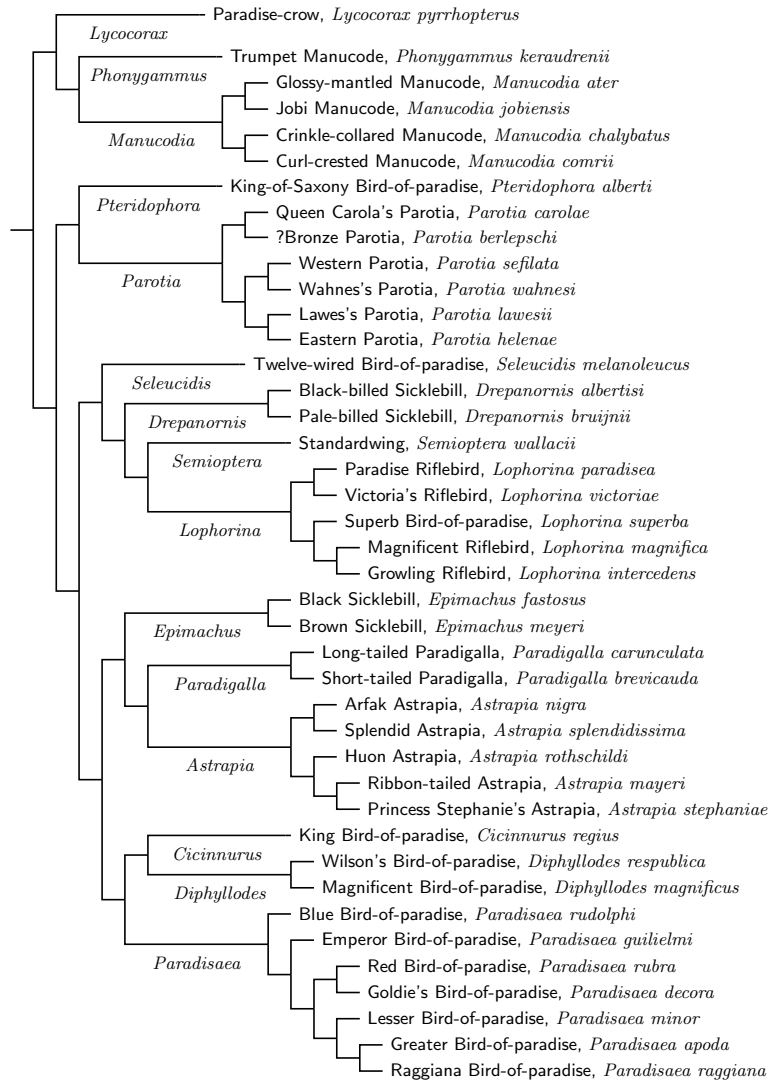 Paradise-crow, Lycocorax pyrrhopterus
Lycocorax
Trumpet Manucode, Phonygammus keraudrenii
Phonygammus
Glossy-mantled Manucode, Manucodia ater
Jobi Manucode, Manucodia jobiensis
Crinkle-collared Manucode, Manucodia chalybatus
Manucodia
Curl-crested Manucode, Manucodia comrii
King-of-Saxony Bird-of-paradise, Pteridophora alberti
Pteridophora
Queen Carola's Parotia, Parotia carolae
?Bronze Parotia, Parotia berlepschi
Western Parotia, Parotia sefilata
Parotia
Wahnes's Parotia, Parotia wahnesi
Lawes's Parotia, Parotia lawesii
Eastern Parotia, Parotia helenae
Twelve-wired Bird-of-paradise, Seleucidis melanoleucus
Seleucidis
Black-billed Sicklebill, Drepanornis albertisi
Pale-billed Sicklebill, Drepanornis bruijnii
Drepanornis
Standardwing, Semioptera wallacii
Semioptera
Paradise Riflebird, Lophorina paradisea
Victoria's Riflebird, Lophorina victoriae
Superb Bird-of-paradise, Lophorina superba
Lophorina
Magnificent Riflebird, Lophorina magnifica
Growling Riflebird, Lophorina intercedens
Black Sicklebill, Epimachus fastosus
Brown Sicklebill, Epimachus meyeri
Epimachus
Long-tailed Paradigalla, Paradigalla carunculata
Short-tailed Paradigalla, Paradigalla brevicauda
Paradigalla
Arfak Astrapia, Astrapia nigra
Splendid Astrapia, Astrapia splendidissima
Huon Astrapia, Astrapia rothschildi
Astrapia
Ribbon-tailed Astrapia, Astrapia mayeri
Princess Stephanie's Astrapia, Astrapia stephaniae
King Bird-of-paradise, Cicinnurus regius
Cicinnurus
Wilson's Bird-of-paradise, Diphyllodes respublica
Magnificent Bird-of-paradise, Diphyllodes magnificus
Diphyllodes
Blue Bird-of-paradise, Paradisaea rudolphi
Emperor Bird-of-paradise, Paradisaea guilielmi
Paradisaea
Red Bird-of-paradise, Paradisaea rubra
Goldie's Bird-of-paradise, Paradisaea decora
Lesser Bird-of-paradise, Paradisaea minor
Greater Bird-of-paradise, Paradisaea apoda
Raggiana Bird-of-paradise, Paradisaea raggiana